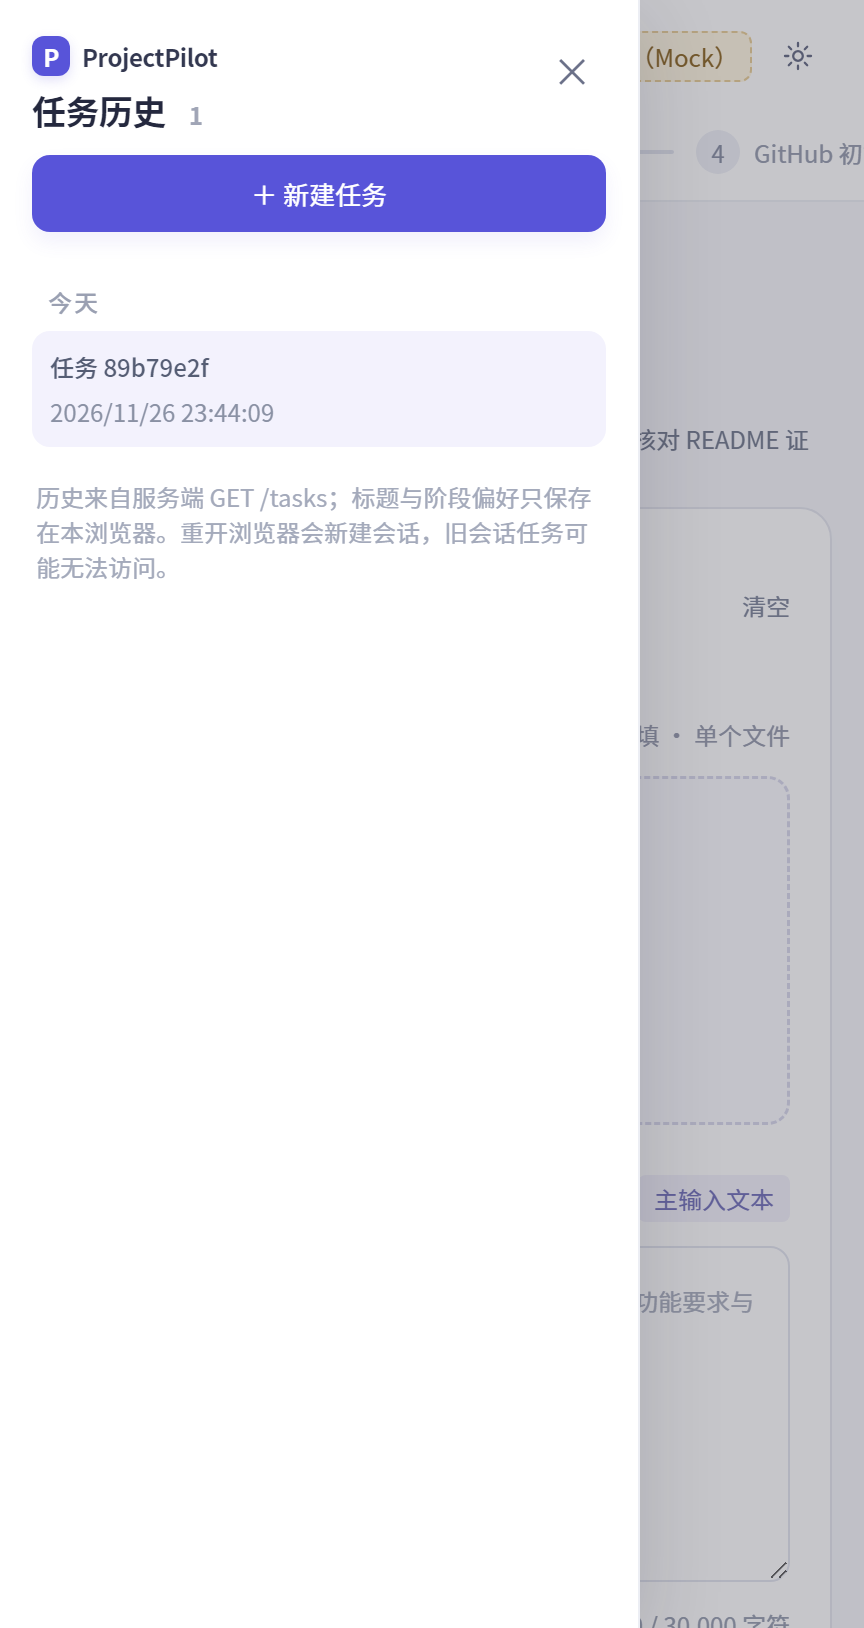 P ProjectPilot
任务历史 1
＋ 新建任务
今天
任务 89b79e2f
2026/11/26 23:44:09
历史来自服务端 GET /tasks；标题与阶段偏好只保存
在本浏览器。重开浏览器会新建会话，旧会话任务可
能无法访问。
（Mock）
4 GitHub 初
核对 README 证
清空
填 · 单个文件
主输入文本
功能要求与
/ 30,000 字符